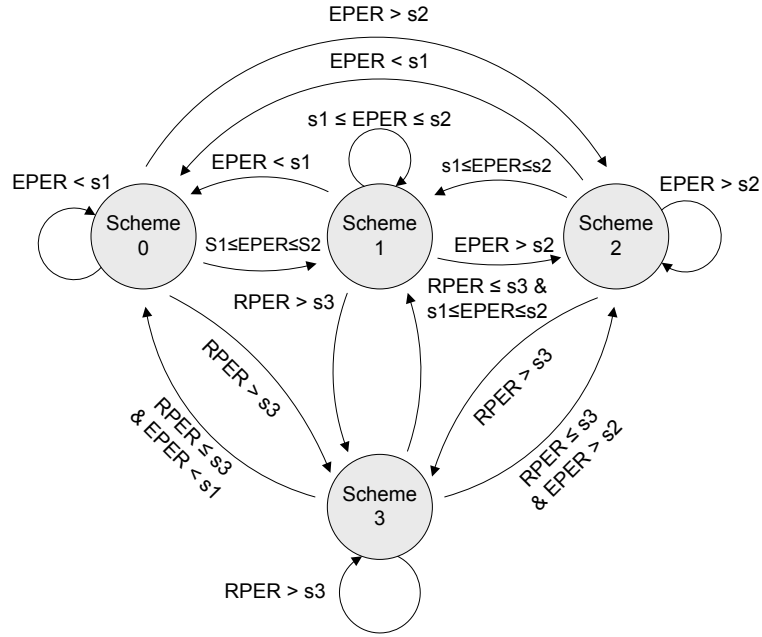 EPER > s2
EPER < s1
s1 ≤ EPER ≤ s2
EPER < s1
s1≤EPER≤s2
EPER < s1
EPER > s2
Scheme
0
Scheme
1
Scheme
2
S1≤EPER≤S2
EPER > s2
RPER > s3
RPER ≤ s3 &
s1≤EPER≤s2
RPER > s3
RPER > s3
RPER ≤ s3
& EPER < s1
RPER ≤ s3
& EPER > s2
Scheme
3
RPER > s3